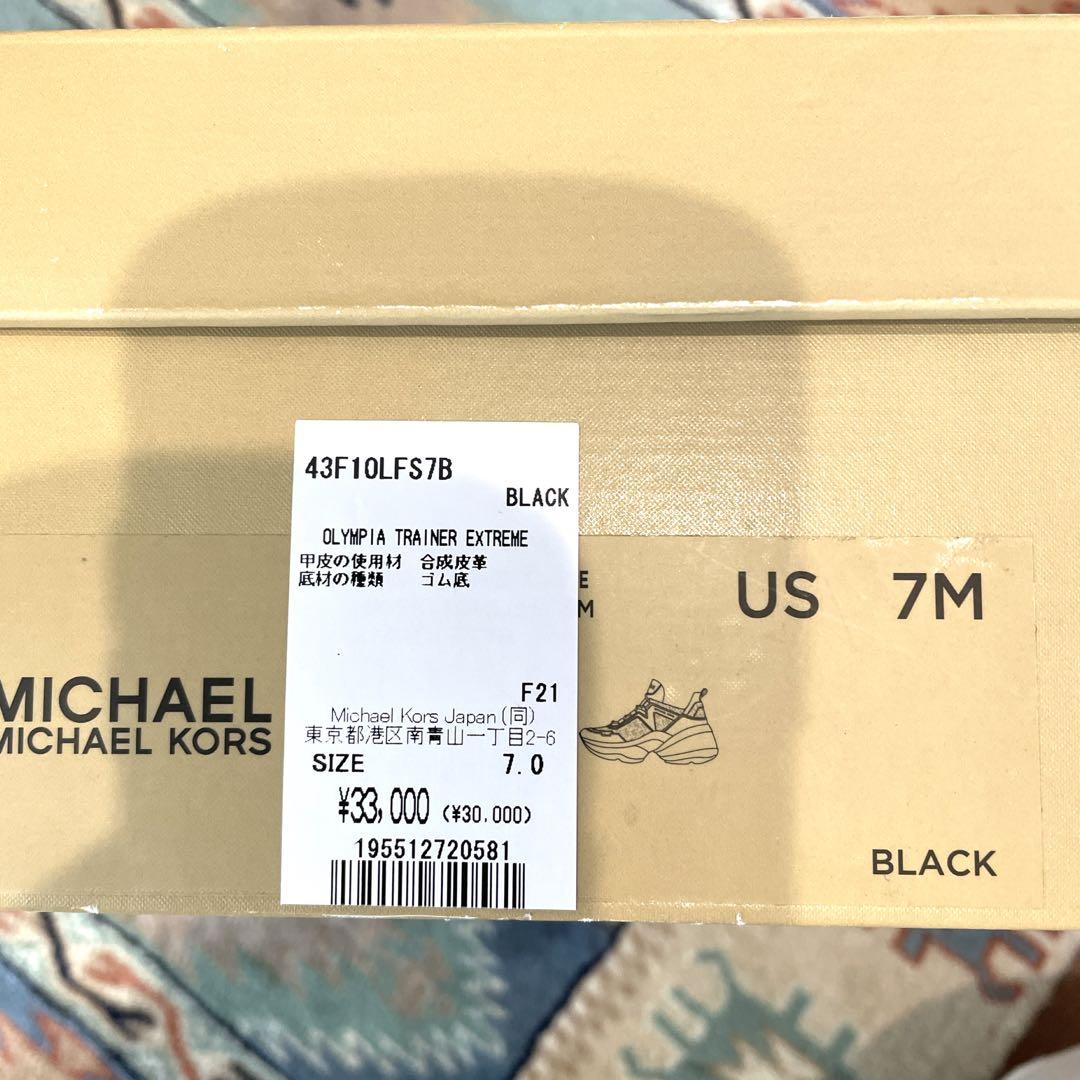 43F10LFS7B
BLACK
OLYMPIA TRAINER EXTREME
甲皮の使用材 合成皮革
底材の種類 ゴム底
F21
Michael Kors Japan (同)
東京都港区南青山一丁目2-6
SIZE 7.0
¥33,000 (¥30,000)
195512720581
MICHAEL
MICHAEL KORS
E
M
US 7M
BLACK